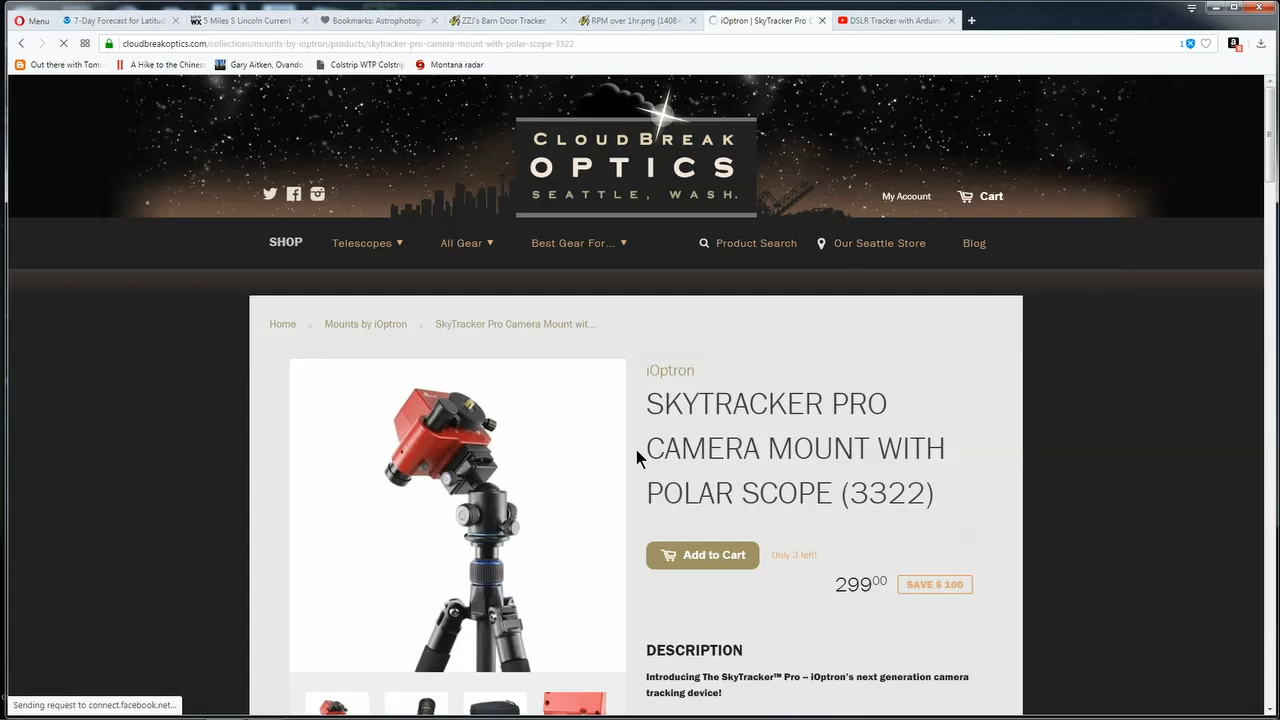 Menu
7-Day Forecast for Latitud
5 Miles S Lincoln Current
Bookmarks: Astrophotogr
ZZJ's Barn Door Tracker
RPM over 1hr.png (1408×
iOptron | SkyTracker Pro C
DSLR Tracker with Arduin
cloudbreakoptics.com/collections/mounts-by-ioptron/products/skytracker-pro-camera-mount-with-polar-scope-3322
1
Out there with Tom
A Hike to the Chines
Gary Aitken, Ovando
Colstrip WTP Colstrip
Montana radar
CLOUDBREAK
OPTICS
SEATTLE, WASH.
My Account
Cart
SHOP
Telescopes ▼
All Gear ▼
Best Gear For... ▼
Product Search
Our Seattle Store
Blog
Home
Mounts by iOptron
SkyTracker Pro Camera Mount wit...
iOptron
SKYTRACKER PRO
CAMERA MOUNT WITH
POLAR SCOPE (3322)
Add to Cart
Only 3 left!
299⁰⁰
SAVE $ 100
DESCRIPTION
Introducing The SkyTracker™ Pro -- iOptron's next generation camera
tracking device!
Sending request to connect.facebook.net...